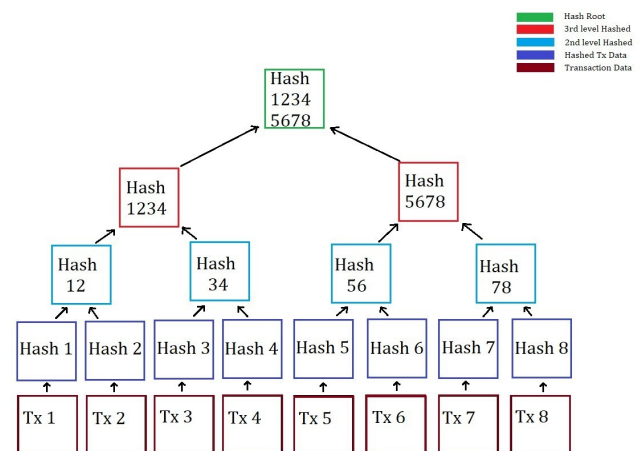 Hash Root
3rd level Hashed
2nd level Hashed
Hashed Tx Data
Transaction Data
Hash
1234
5678
Hash
1234
Hash
5678
Hash
12
Hash
34
Hash
56
Hash
78
Hash 1
Hash 2
Hash 3
Hash 4
Hash 5
Hash 6
Hash 7
Hash 8
Tx 1
Tx 2
Tx 3
Tx 4
Tx 5
Tx 6
Tx 7
Tx 8